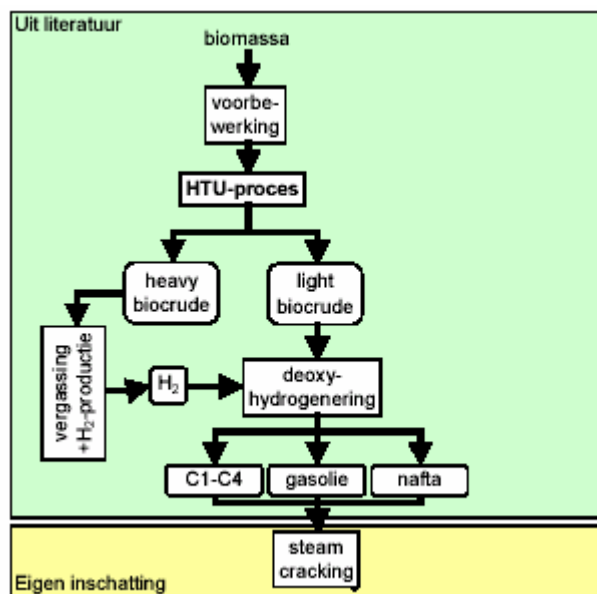 Uit literatuur
biomassa
voorbe-
werking
HTU-proces
heavy
biocrude
light
biocrude
vergassing
+H₂-productie
H₂
deoxy-
hydrogenering
C1-C4
gasolie
nafta
steam
cracking
Eigen inschatting